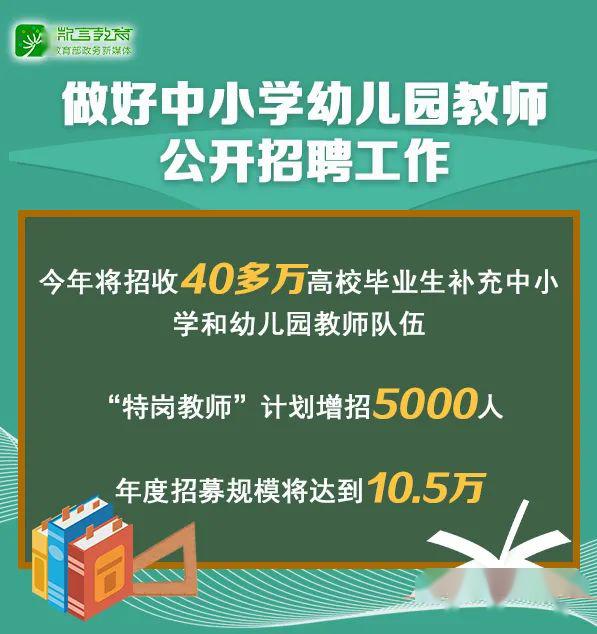 微言教育
教育部政务新媒体
做好中小学幼儿园教师
公开招聘工作
今年将招收40多万高校毕业生补充中小
学和幼儿园教师队伍
“特岗教师”计划增招5000人
年度招募规模将达到10.5万